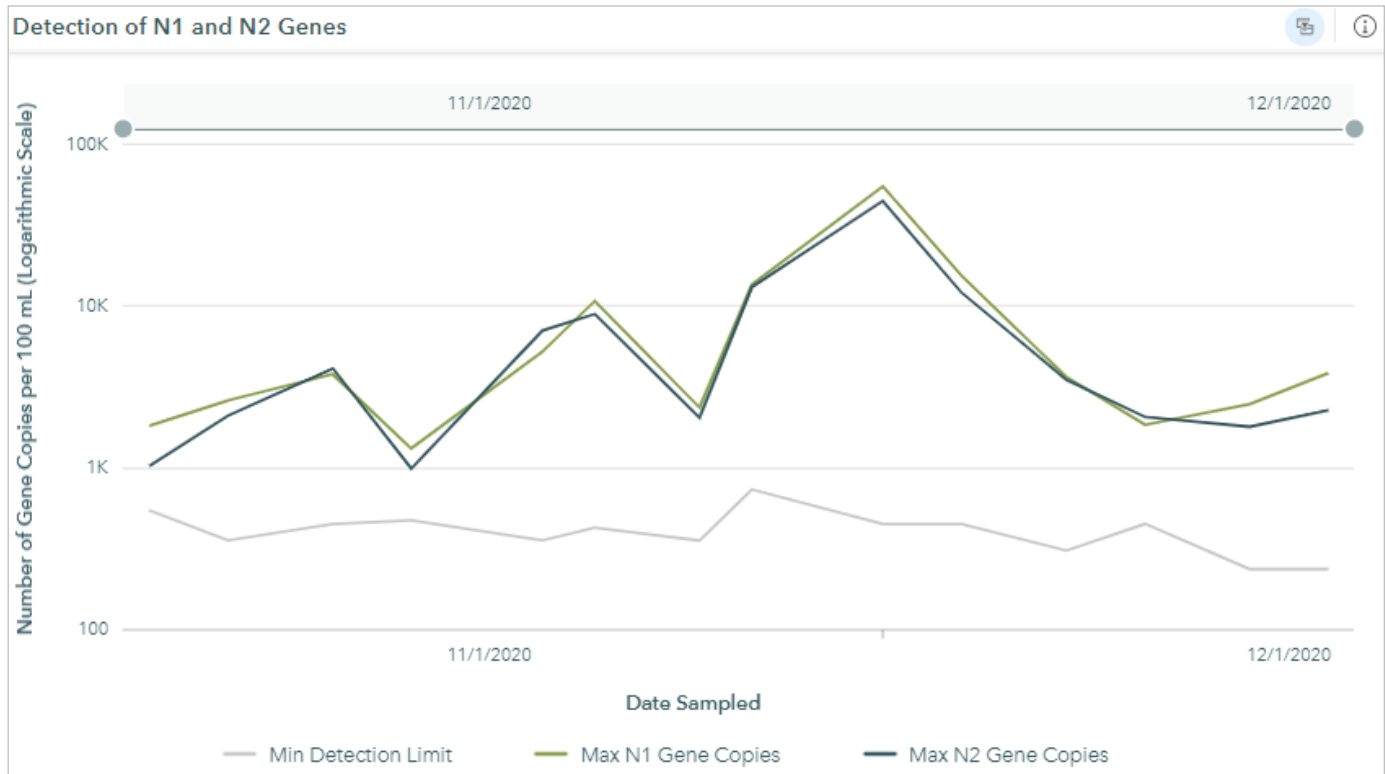 Detection of N1 and N2 Genes
11/1/2020 12/1/2020
Number of Gene Copies per 100 mL (Logarithmic Scale)
100K
10K
1K
100
11/1/2020 12/1/2020
Date Sampled
Min Detection Limit Max N1 Gene Copies Max N2 Gene Copies